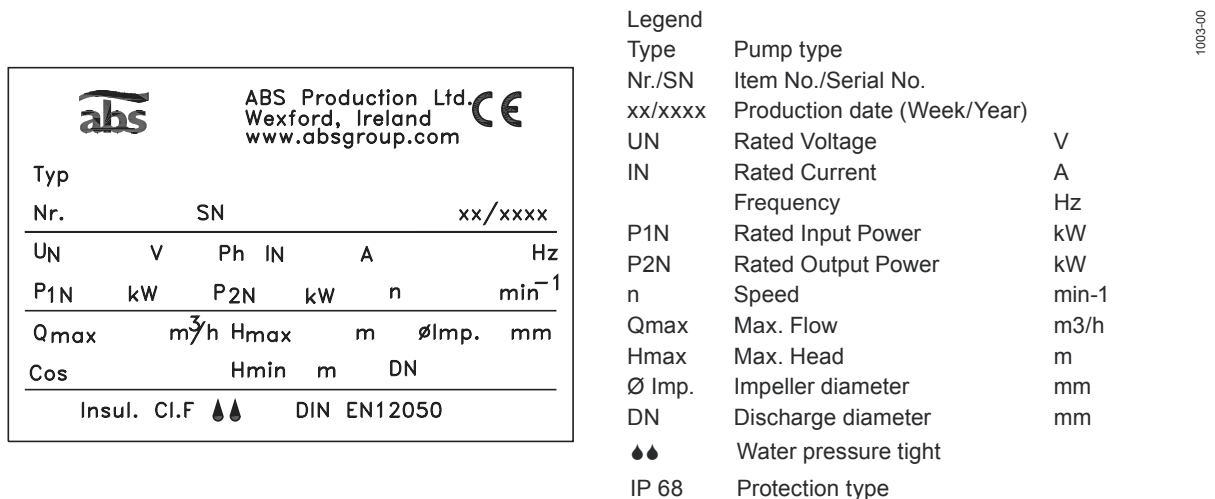 abs
ABS Production Ltd. CE
Wexford, Ireland
www.absgroup.com
Typ
Nr. SN xx/xxxx
UN V Ph IN A Hz
P1N kW P2N kW n min-1
Qmax m3/h Hmax m øImp. mm
Cos Hmin m DN
Insul. Cl.F DIN EN12050
Legend
Type Pump type
Nr./SN Item No./Serial No.
xx/xxxx Production date (Week/Year)
UN Rated Voltage V
IN Rated Current A
Frequency Hz
P1N Rated Input Power kW
P2N Rated Output Power kW
n Speed min-1
Qmax Max. Flow m3/h
Hmax Max. Head m
Ø Imp. Impeller diameter mm
DN Discharge diameter mm
Water pressure tight
IP 68 Protection type
1003-00